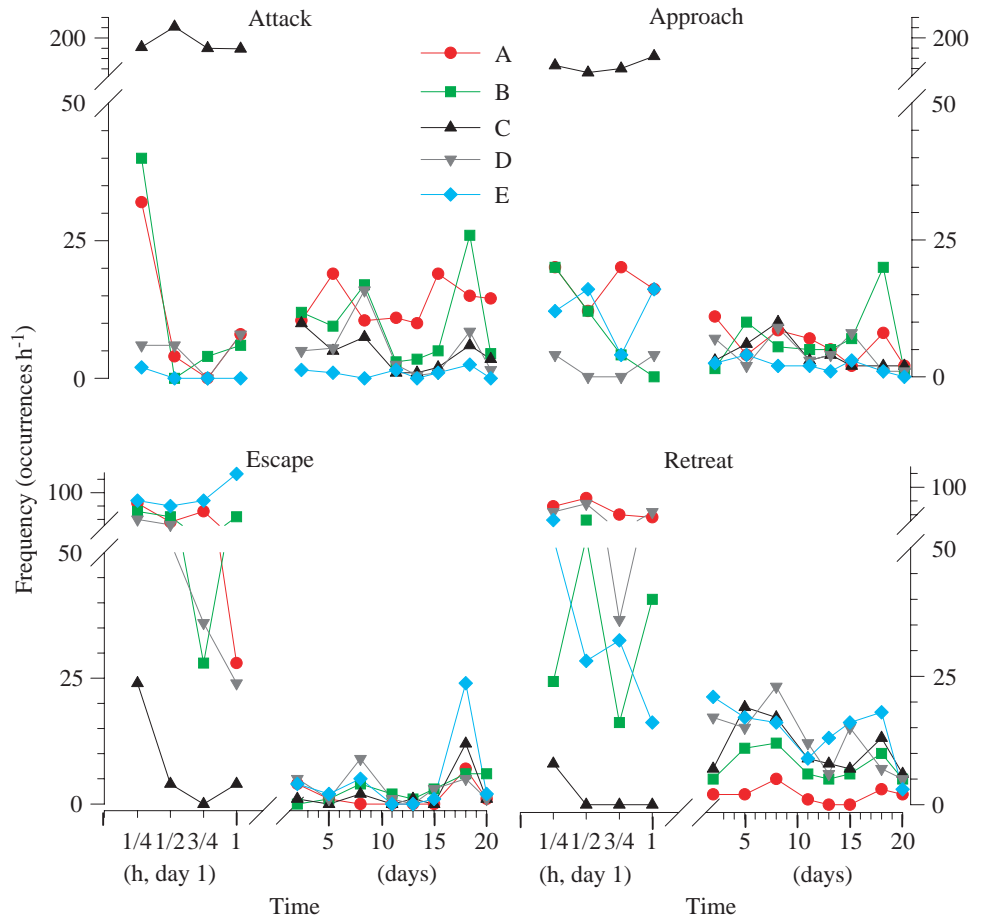 Attack
Approach
200
200
A
B
C
D
E
50
50
25
25
0
0
Frequency (occurrences h-1)
Escape
Retreat
100
100
50
50
25
25
0
0
1/4 1/2 3/4 1
5 10 15 20
1/4 1/2 3/4 1
5 10 15 20
(h, day 1)
(days)
(h, day 1)
(days)
Time
Time